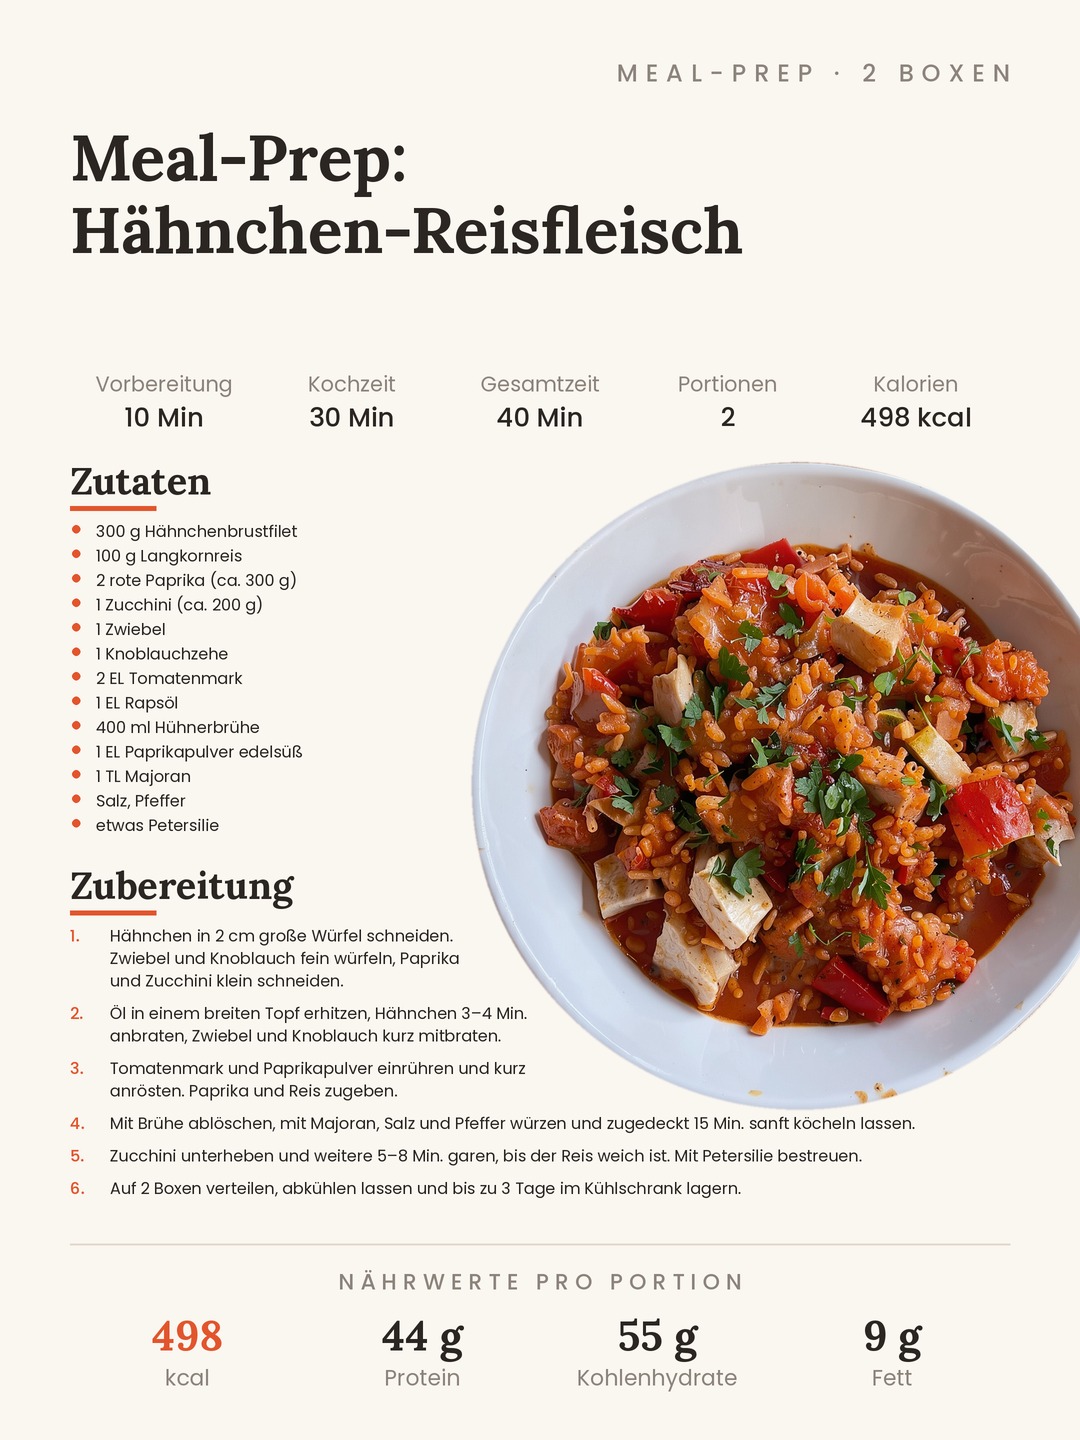 MEAL-PREP · 2 BOXEN
Meal-Prep:
Hähnchen-Reisfleisch
Vorbereitung
10 Min
Kochzeit
30 Min
Gesamtzeit
40 Min
Portionen
2
Kalorien
498 kcal
Zutaten
300 g Hähnchenbrustfilet
100 g Langkornreis
2 rote Paprika (ca. 300 g)
1 Zucchini (ca. 200 g)
1 Zwiebel
1 Knoblauchzehe
2 EL Tomatenmark
1 EL Rapsöl
400 ml Hühnerbrühe
1 EL Paprikapulver edelsüß
1 TL Majoran
Salz, Pfeffer
etwas Petersilie
Zubereitung
1. Hähnchen in 2 cm große Würfel schneiden.
Zwiebel und Knoblauch fein würfeln, Paprika
und Zucchini klein schneiden.
2. Öl in einem breiten Topf erhitzen, Hähnchen 3–4 Min.
anbraten, Zwiebel und Knoblauch kurz mitbraten.
3. Tomatenmark und Paprikapulver einrühren und kurz
anrösten. Paprika und Reis zugeben.
4. Mit Brühe ablöschen, mit Majoran, Salz und Pfeffer würzen und zugedeckt 15 Min. sanft köcheln lassen.
5. Zucchini unterheben und weitere 5–8 Min. garen, bis der Reis weich ist. Mit Petersilie bestreuen.
6. Auf 2 Boxen verteilen, abkühlen lassen und bis zu 3 Tage im Kühlschrank lagern.
NÄHRWERTE PRO PORTION
498
kcal
44 g
Protein
55 g
Kohlenhydrate
9 g
Fett